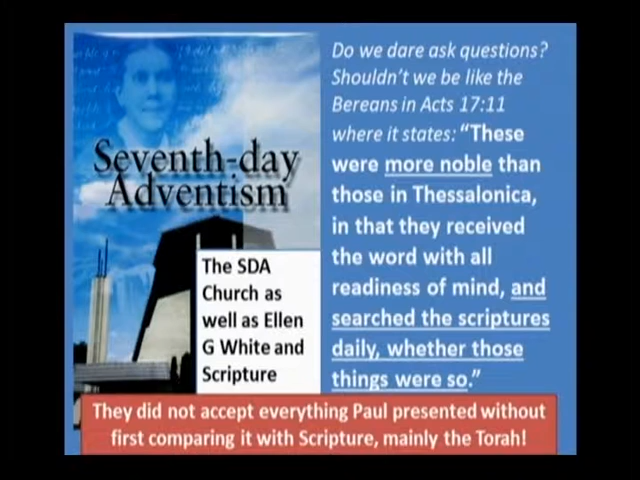 Seventh-day
Adventism
The SDA
Church as
well as Ellen
G White and
Scripture
Do we dare ask questions?
Shouldn't we be like the
Bereans in Acts 17:11
where it states: “These
were more noble than
those in Thessalonica,
in that they received
the word with all
readiness of mind, and
searched the scriptures
daily, whether those
things were so.”
They did not accept everything Paul presented without
first comparing it with Scripture, mainly the Torah!